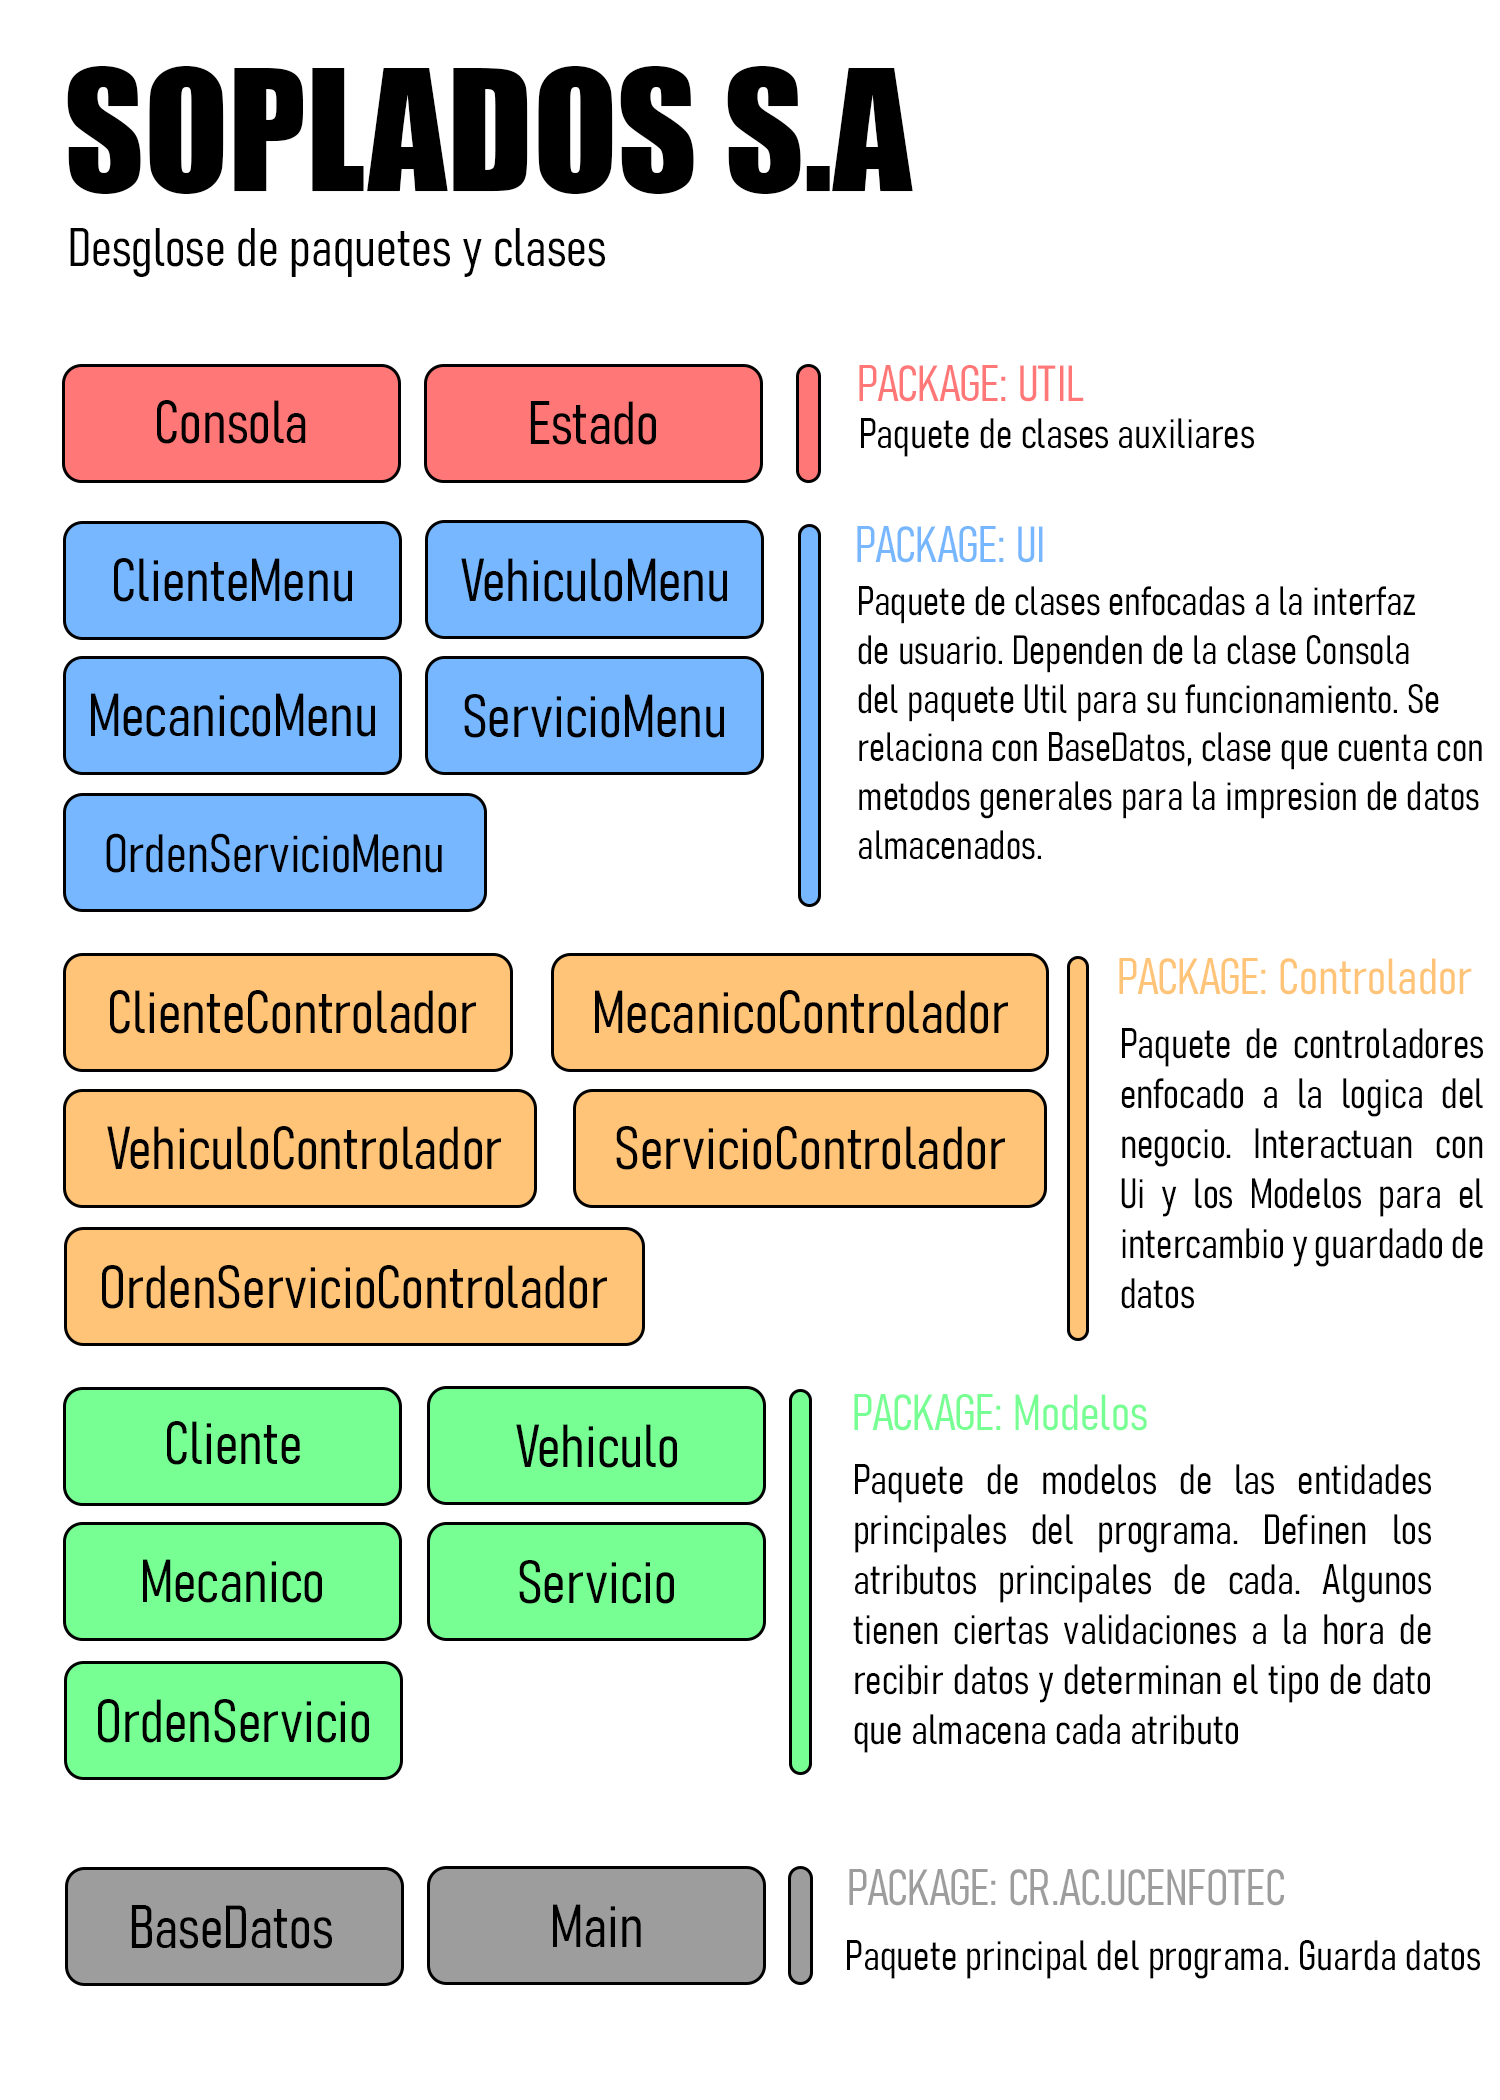 SOPLADOS S.A
Desglose de paquetes y clases
Consola
Estado
PACKAGE: UTIL
Paquete de clases auxiliares
ClienteMenu
VehiculoMenu
MecanicoMenu
ServicioMenu
OrdenServicioMenu
PACKAGE: UI
Paquete de clases enfocadas a la interfaz
de usuario. Dependen de la clase Consola
del paquete Util para su funcionamiento. Se
relaciona con BaseDatos, clase que cuenta con
metodos generales para la impresion de datos
almacenados.
ClienteControlador
MecanicoControlador
VehiculoControlador
ServicioControlador
OrdenServicioControlador
PACKAGE: Controlador
Paquete de controladores
enfocado a la logica del
negocio. Interactuan con
Ui y los Modelos para el
intercambio y guardado de
datos
Cliente
Vehiculo
Mecanico
Servicio
OrdenServicio
PACKAGE: Modelos
Paquete de modelos de las entidades
principales del programa. Definen los
atributos principales de cada. Algunos
tienen ciertas validaciones a la hora de
recibir datos y determinan el tipo de dato
que almacena cada atributo
BaseDatos
Main
PACKAGE: CR.AC.UCENFOTEC
Paquete principal del programa. Guarda datos